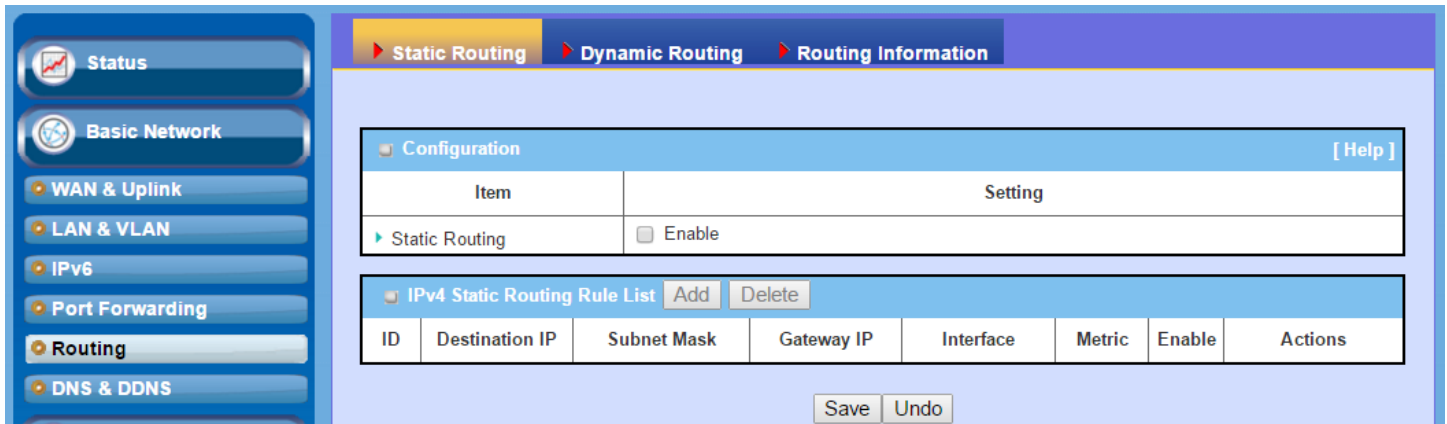 Status
Basic Network
WAN & Uplink
LAN & VLAN
IPv6
Port Forwarding
Routing
DNS & DDNS
Static Routing Dynamic Routing Routing Information
Configuration [ Help ]
Item Setting
Static Routing Enable
IPv4 Static Routing Rule List Add Delete
ID Destination IP Subnet Mask Gateway IP Interface Metric Enable Actions
Save Undo